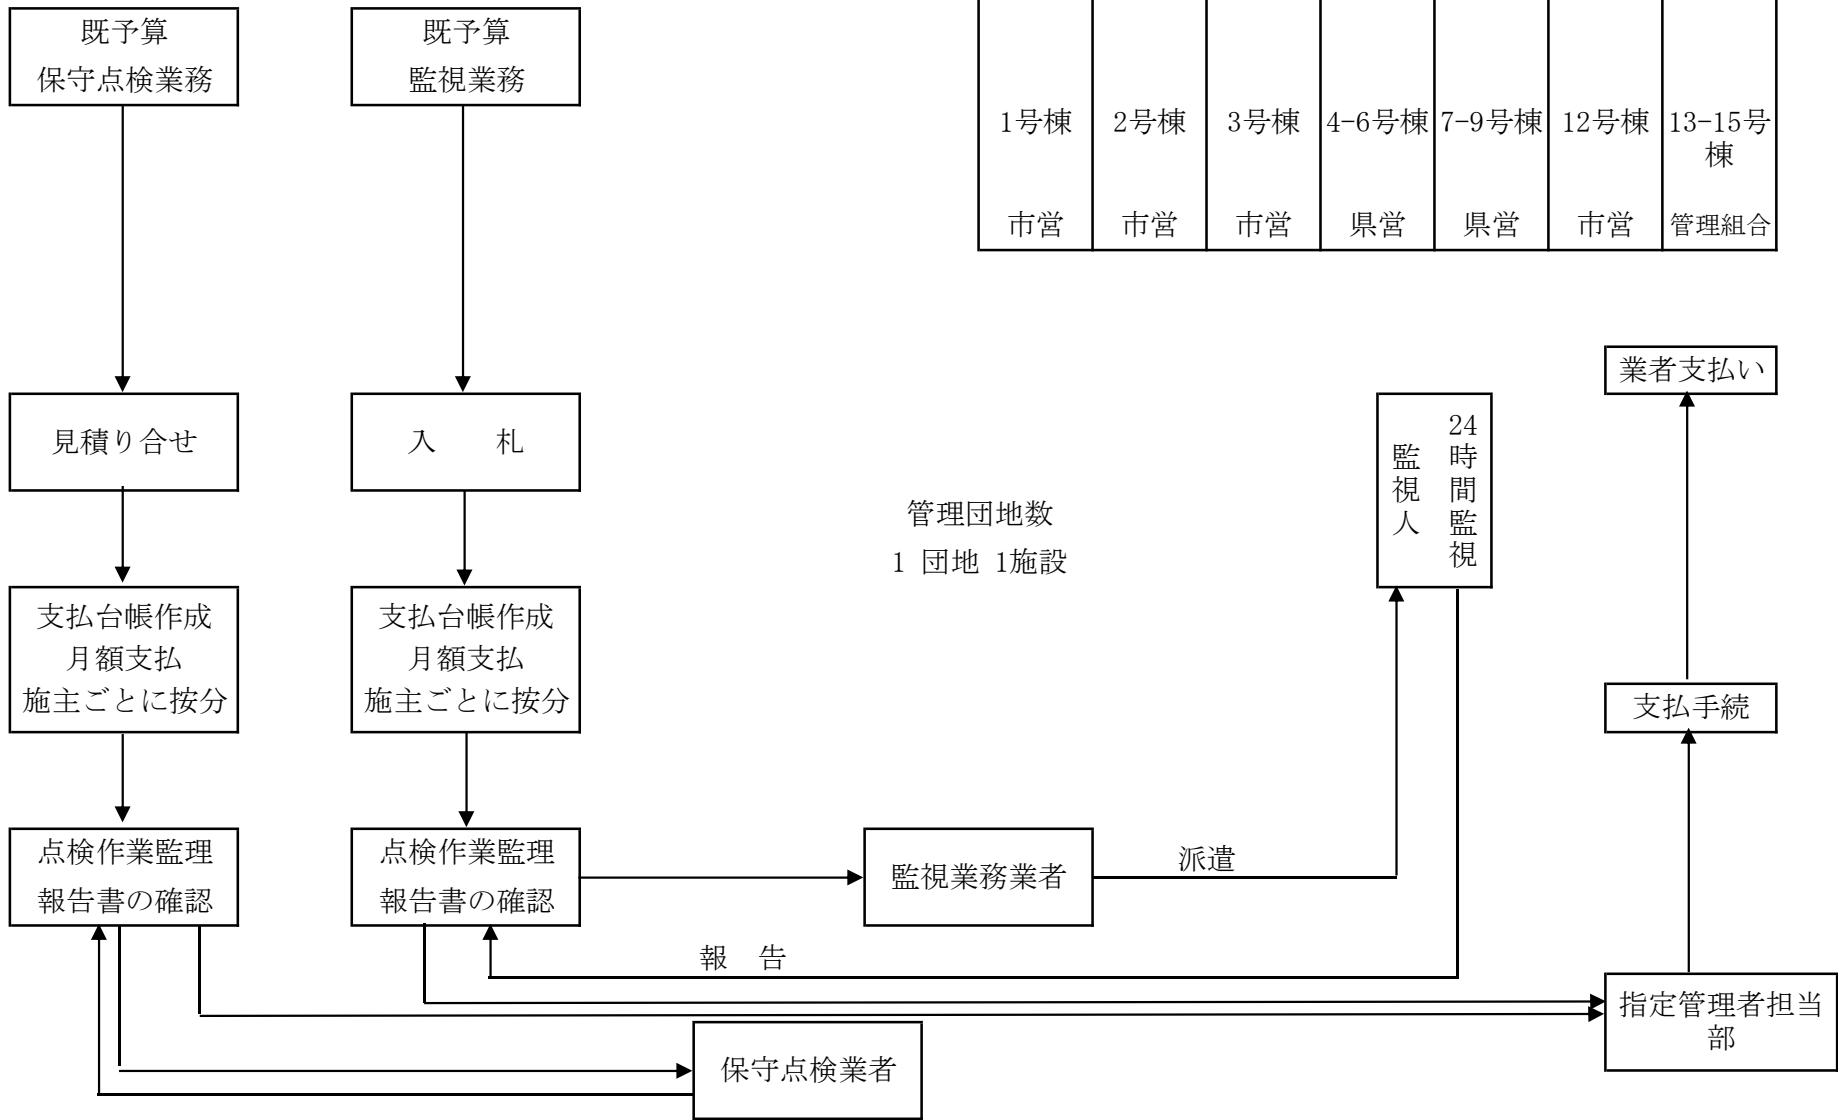 既予算
保守点検業務
既予算
監視業務
1号棟
市営
2号棟
市営
3号棟
市営
4-6号棟
県営
7-9号棟
県営
12号棟
市営
13-15号
棟
管理組合
業者支払い
見積り合せ
入　札
24時間監視
監視人
管理団地数
1 団地 1施設
支払台帳作成
月額支払
施主ごとに按分
支払台帳作成
月額支払
施主ごとに按分
支払手続
点検作業監理
報告書の確認
点検作業監理
報告書の確認
監視業務業者
派遣
報　告
指定管理者担当
部
保守点検業者